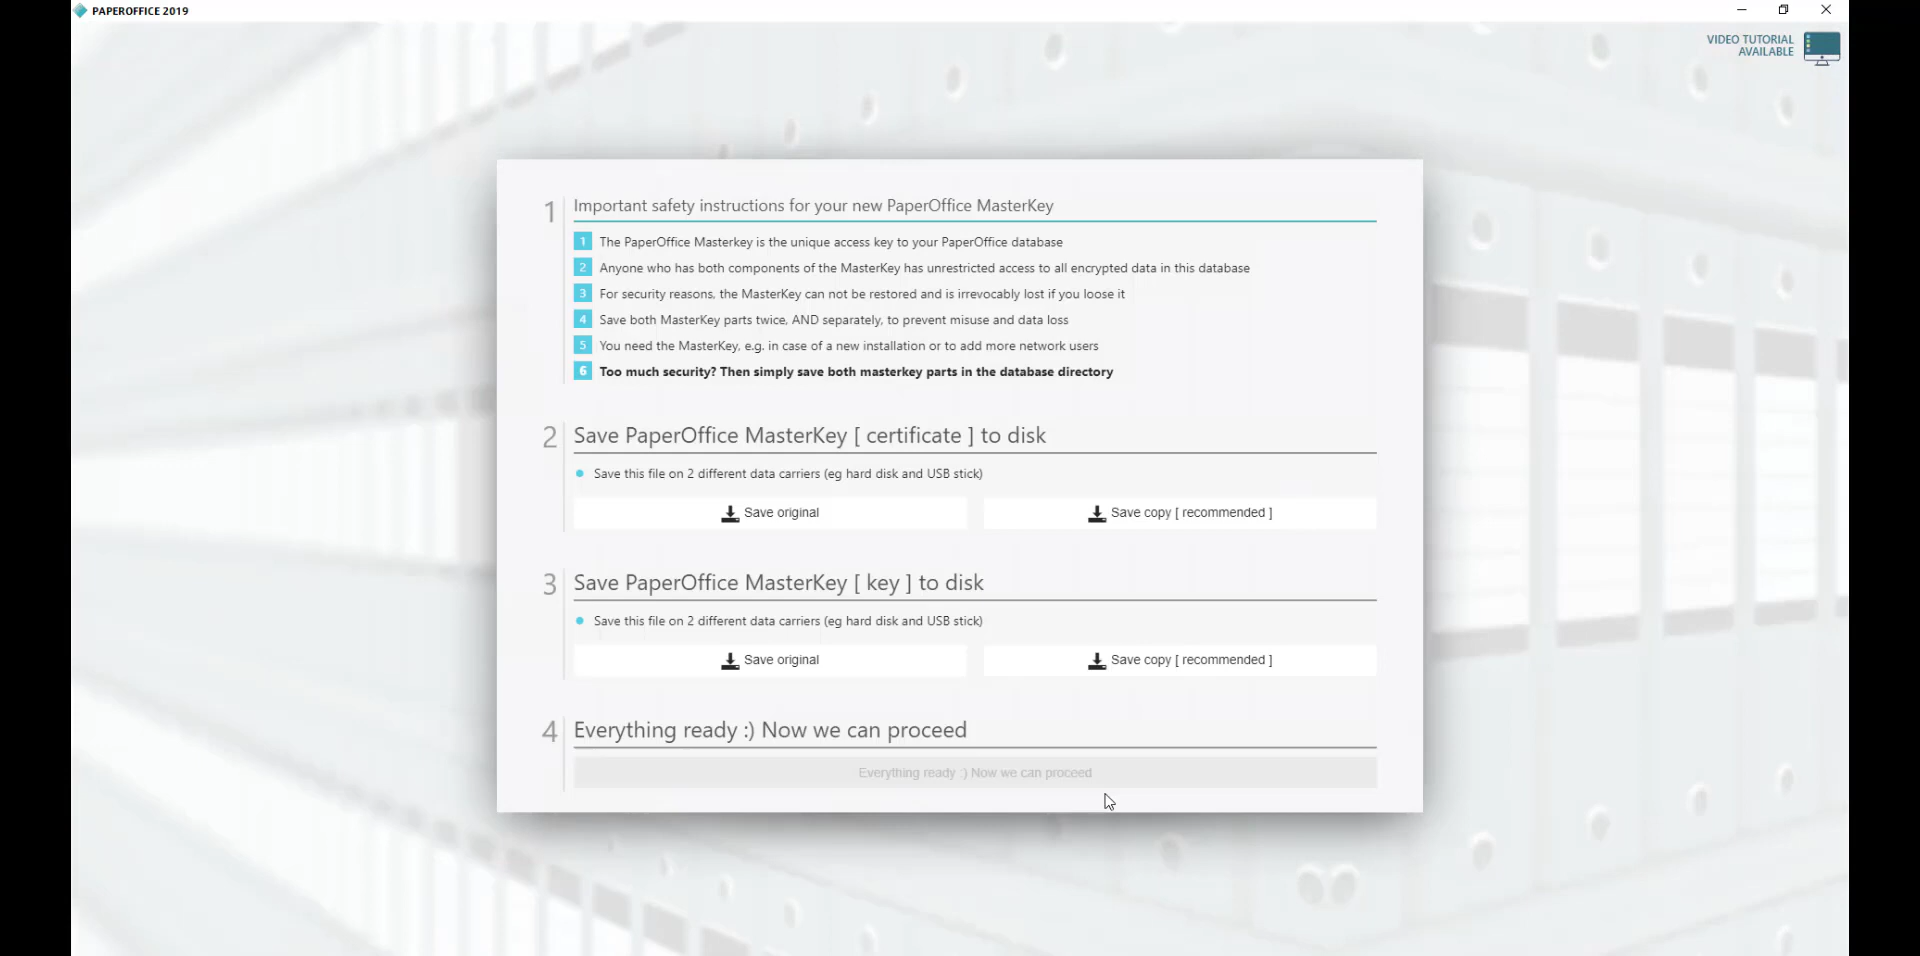 PAPEROFFICE 2019
VIDEO TUTORIAL
AVAILABLE
1 Important safety instructions for your new PaperOffice MasterKey
1 The PaperOffice Masterkey is the unique access key to your PaperOffice database
2 Anyone who has both components of the MasterKey has unrestricted access to all encrypted data in this database
3 For security reasons, the MasterKey can not be restored and is irrevocably lost if you loose it
4 Save both MasterKey parts twice, AND separately, to prevent misuse and data loss
5 You need the MasterKey, e.g. in case of a new installation or to add more network users
6 Too much security? Then simply save both masterkey parts in the database directory
2 Save PaperOffice MasterKey [ certificate ] to disk
Save this file on 2 different data carriers (eg hard disk and USB stick)
Save original
Save copy [ recommended ]
3 Save PaperOffice MasterKey [ key ] to disk
Save this file on 2 different data carriers (eg hard disk and USB stick)
Save original
Save copy [ recommended ]
4 Everything ready :) Now we can proceed
Everything ready :) Now we can proceed